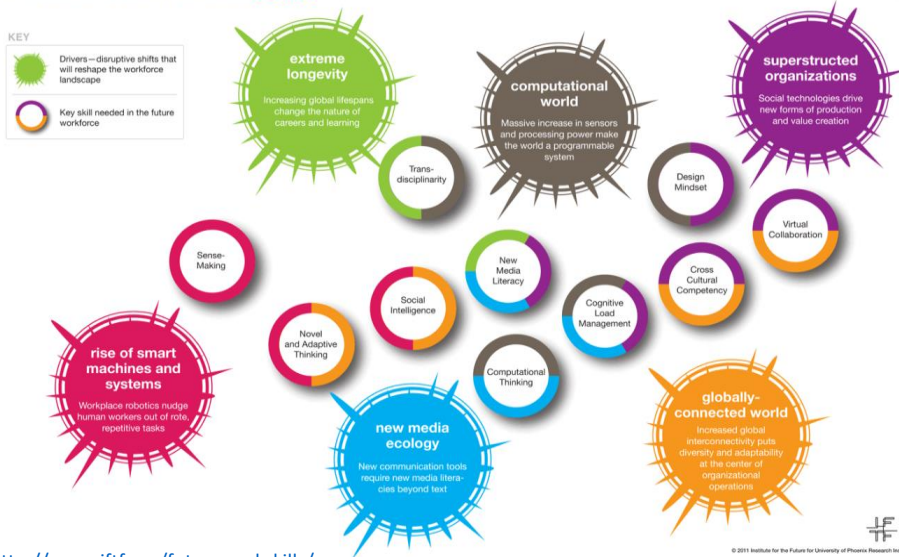 KEY
Drivers—disruptive shifts that
will reshape the workforce
landscape
Key skill needed in the future
workforce
extreme
longevity
Increasing global lifespans
change the nature of
careers and learning
computational
world
Massive increase in sensors
and processing power make
the world a programmable
system
superstructed
organizations
Social technologies drive
new forms of production
and value creation
Trans-
disciplinarity
Design
Mindset
Virtual
Collaboration
Sense-
Making
New
Media
Literacy
Cross
Cultural
Competency
Social
Intelligence
Cognitive
Load
Management
Novel
and Adaptive
Thinking
Computational
Thinking
rise of smart
machines and
systems
Workplace robotics nudge
human workers out of rote,
repetitive tasks
new media
ecology
New communication tools
require new media litera-
cies beyond text
globally-
connected world
Increased global
interconnectivity puts
diversity and adaptability
at the center of
organizational
operations
© 2011 Institute for the Future for University of Phoenix Research Ins